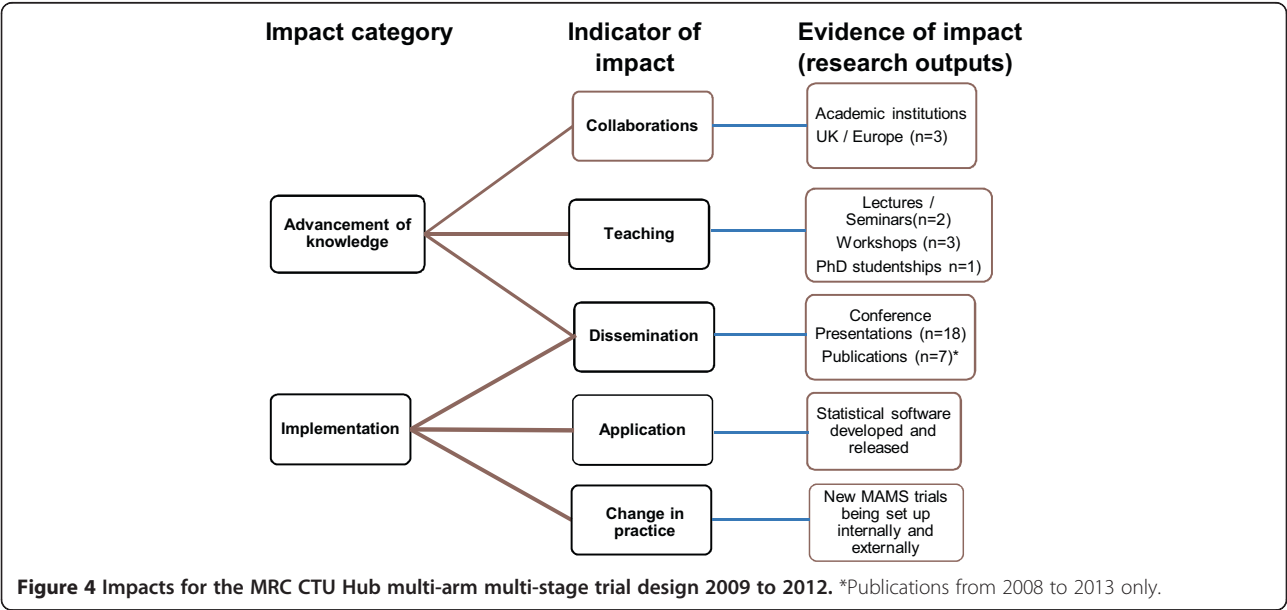 Impact category
Indicator of
impact
Evidence of impact
(research outputs)
Collaborations
Academic institutions
UK / Europe (n=3)
Advancement of
knowledge
Teaching
Lectures /
Seminars(n=2)
Workshops (n=3)
PhD studentships n=1)
Dissemination
Conference
Presentations (n=18)
Publications (n=7)*
Implementation
Application
Statistical software
developed and
released
Change in
practice
New MAMS trials
being set up
internally and
externally
Figure 4 Impacts for the MRC CTU Hub multi-arm multi-stage trial design 2009 to 2012. *Publications from 2008 to 2013 only.